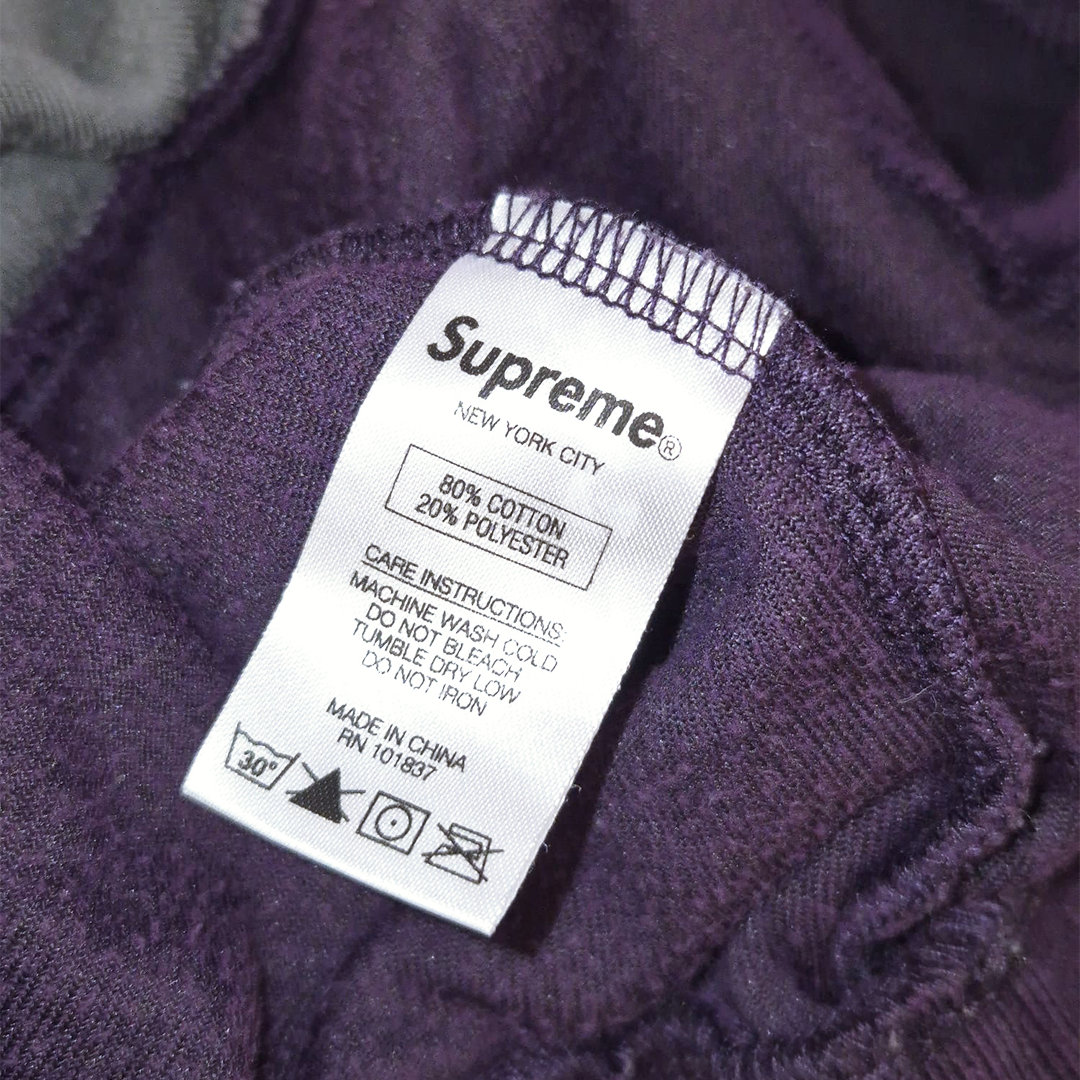 Supreme®
NEW YORK CITY
80% COTTON
20% POLYESTER
CARE INSTRUCTIONS:
MACHINE WASH COLD
DO NOT BLEACH
TUMBLE DRY LOW
DO NOT IRON
MADE IN CHINA
RN 101837
30°